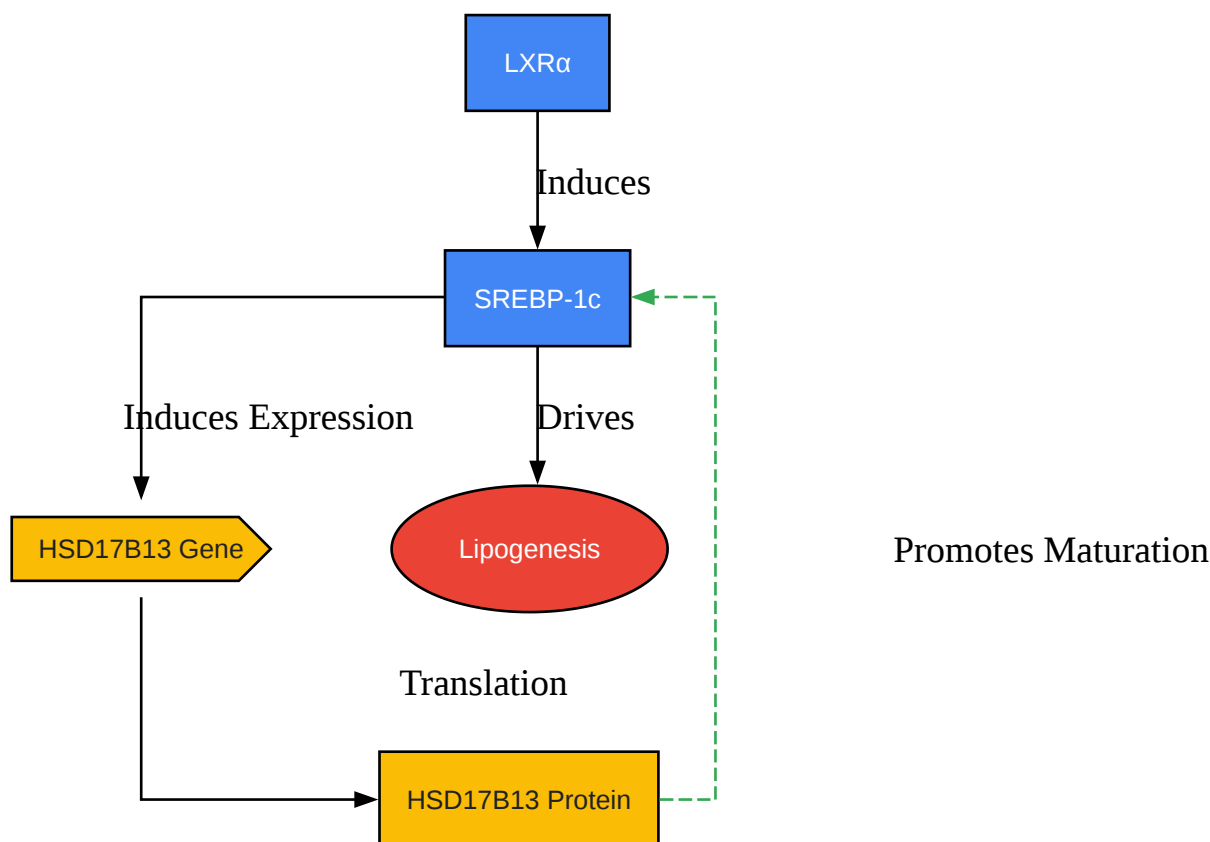 LXRα
Induces
SREBP-1c
Induces Expression
Drives
HSD17B13 Gene
Lipogenesis
Promotes Maturation
Translation
HSD17B13 Protein